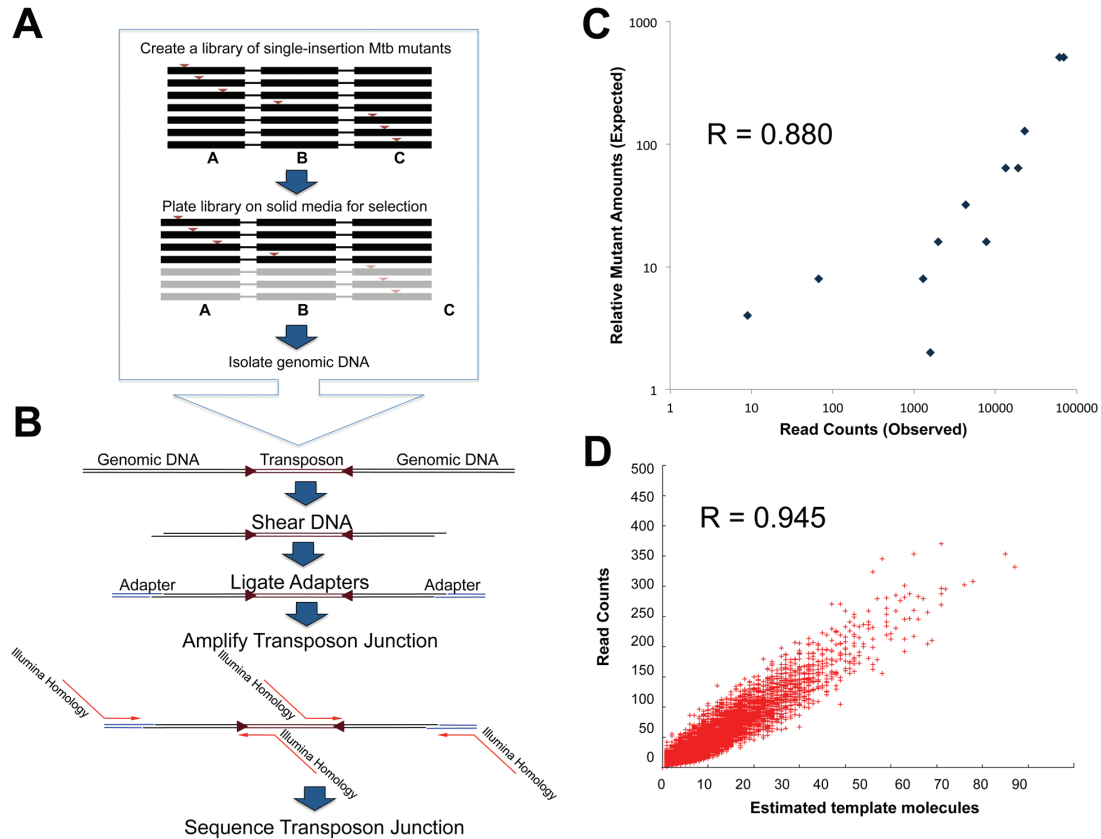 A
Create a library of single-insertion Mtb mutants
A B C
Plate library on solid media for selection
A B C
Isolate genomic DNA
B
Genomic DNA Transposon Genomic DNA
Shear DNA
Adapter Ligate Adapters Adapter
Amplify Transposon Junction
Illumina Homology
Illumina Homology
Illumina Homology
Illumina Homology
Sequence Transposon Junction
C
R = 0.880
Relative Mutant Amounts (Expected)
1000
100
10
1
1 10 100 1000 10000 100000
Read Counts (Observed)
D
R = 0.945
Read Counts
500
450
400
350
300
250
200
150
100
50
0
0 10 20 30 40 50 60 70 80 90
Estimated template molecules